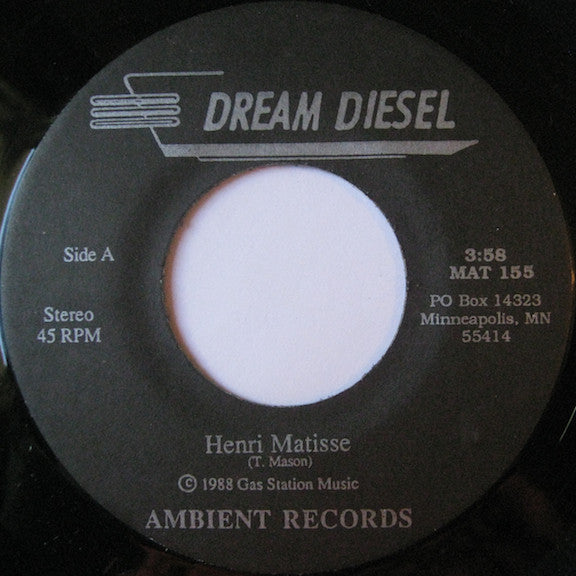 DREAM DIESEL
Side A
Stereo
45 RPM
3:58
MAT 155
PO Box 14323
Minneapolis, MN
55414
Henri Matisse
(T. Mason)
© 1988 Gas Station Music
AMBIENT RECORDS